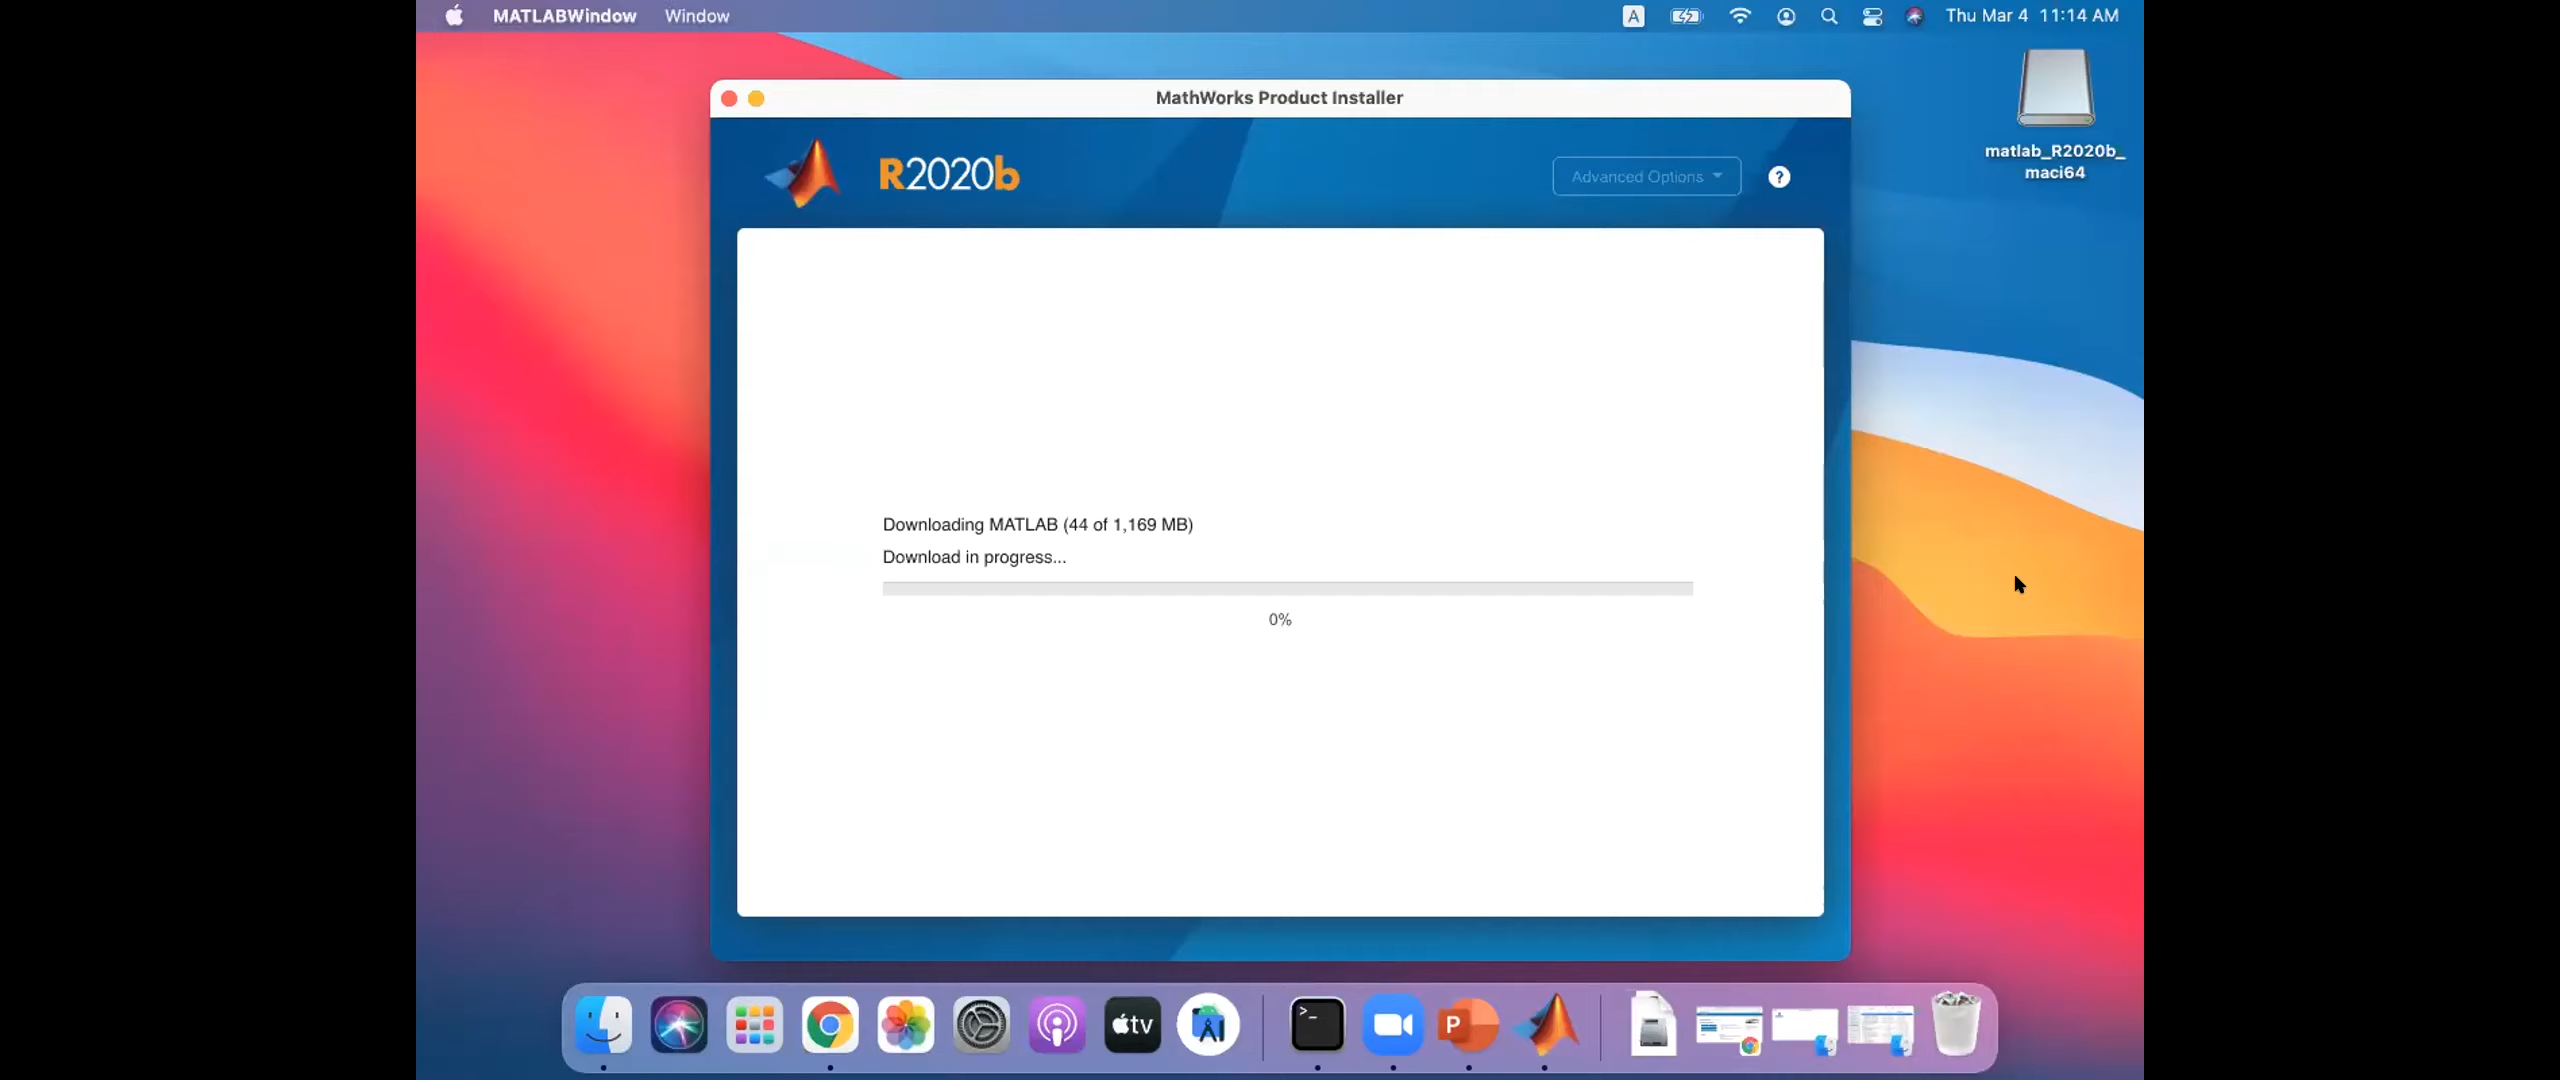 MATLABWindow Window
A
Thu Mar 4 11:14 AM
MathWorks Product Installer
R2020b
Advanced Options
?
matlab_R2020b_
maci64
Downloading MATLAB (44 of 1,169 MB)
Download in progress...
0%
>_
tv
P